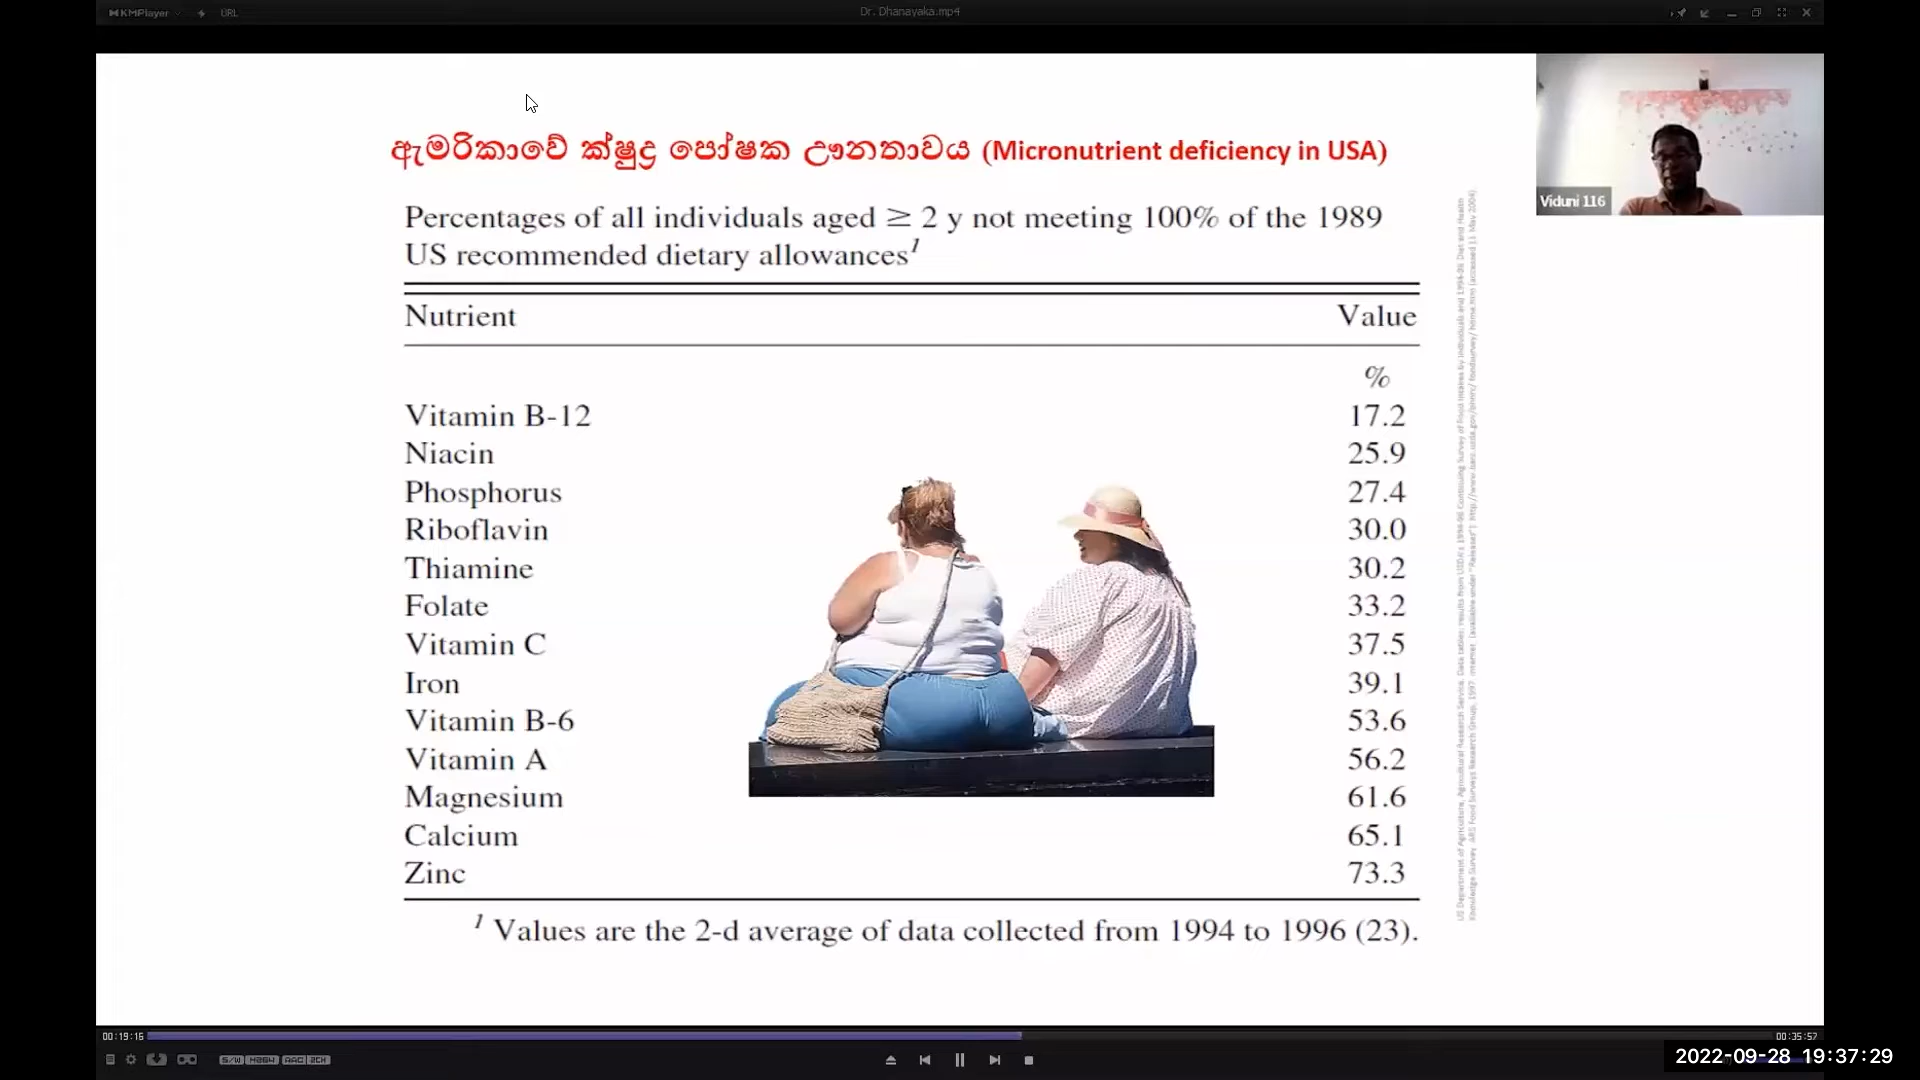 KMPlayer
URL
Dr. Dhanayaka.mp4
ඇමරිකාවේ ක්ෂුද්‍ර පෝෂක ඌනතාවය (Micronutrient deficiency in USA)
Viduni 116
Percentages of all individuals aged ≥ 2 y not meeting 100% of the 1989
US recommended dietary allowances¹
Nutrient Value
%
Vitamin B-12 17.2
Niacin 25.9
Phosphorus 27.4
Riboflavin 30.0
Thiamine 30.2
Folate 33.2
Vitamin C 37.5
Iron 39.1
Vitamin B-6 53.6
Vitamin A 56.2
Magnesium 61.6
Calcium 65.1
Zinc 73.3
¹ Values are the 2-d average of data collected from 1994 to 1996 (23).
00:19:16
00:35:57
S/W H264 AAC 2CH
2022-09-28 19:37:29